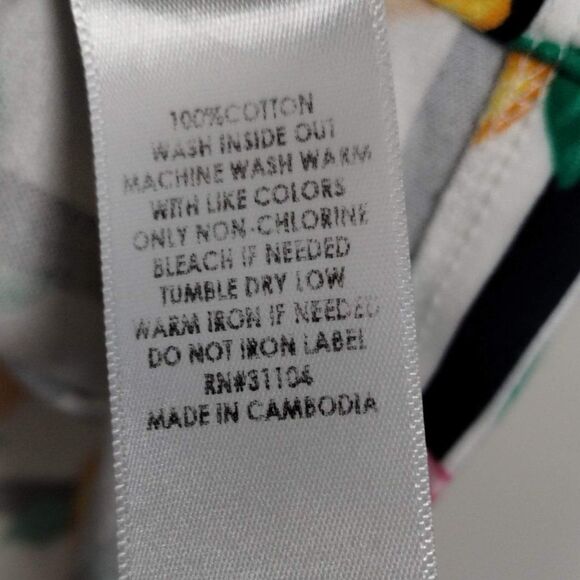 100%COTTON
WASH INSIDE OUT
MACHINE WASH WARM
WITH LIKE COLORS
ONLY NON-CHLORINE
BLEACH IF NEEDED
TUMBLE DRY LOW
WARM IRON IF NEEDED
DO NOT IRON LABEL
RN#31104
MADE IN CAMBODIA